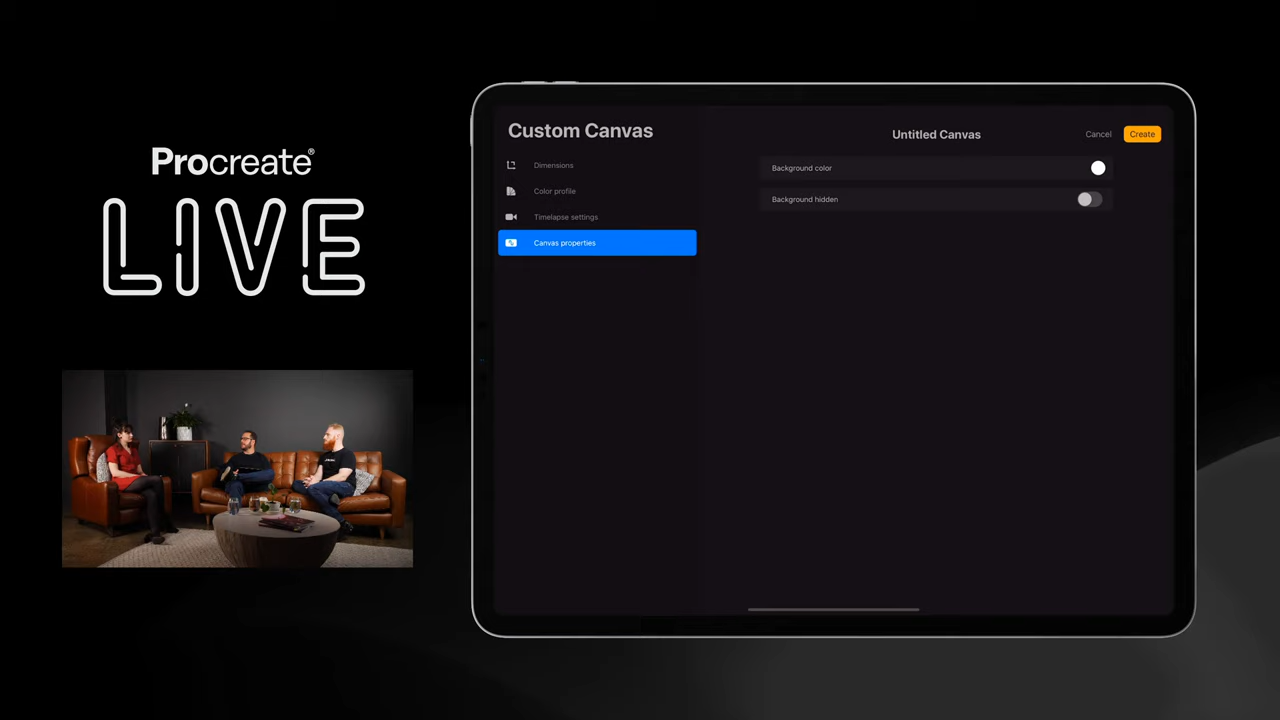 Procreate®
LIVE
Custom Canvas
Dimensions
Color profile
Timelapse settings
Canvas properties
Untitled Canvas
Cancel
Create
Background color
Background hidden